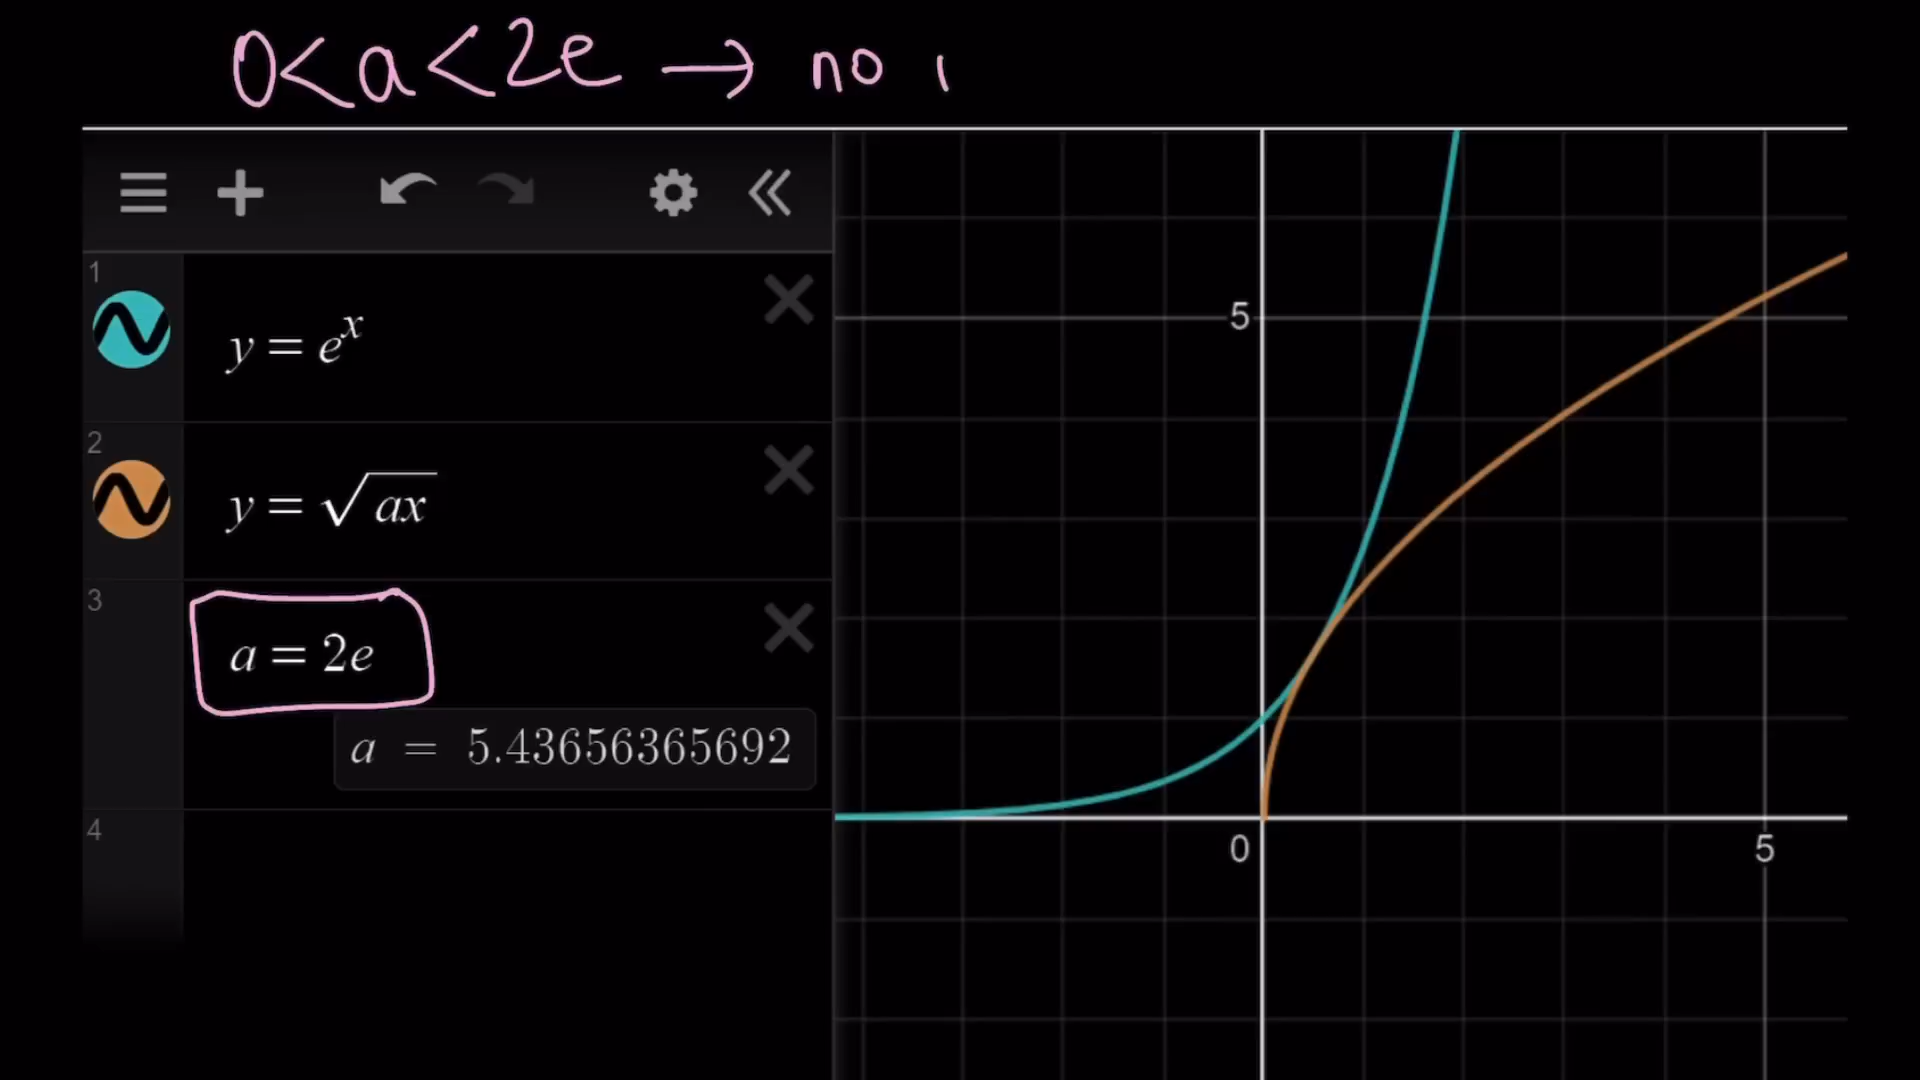 0<a<2e → no
1
y = e^x
2
y = √ax
3
a = 2e
a = 5.43656365692
4
5
0
5